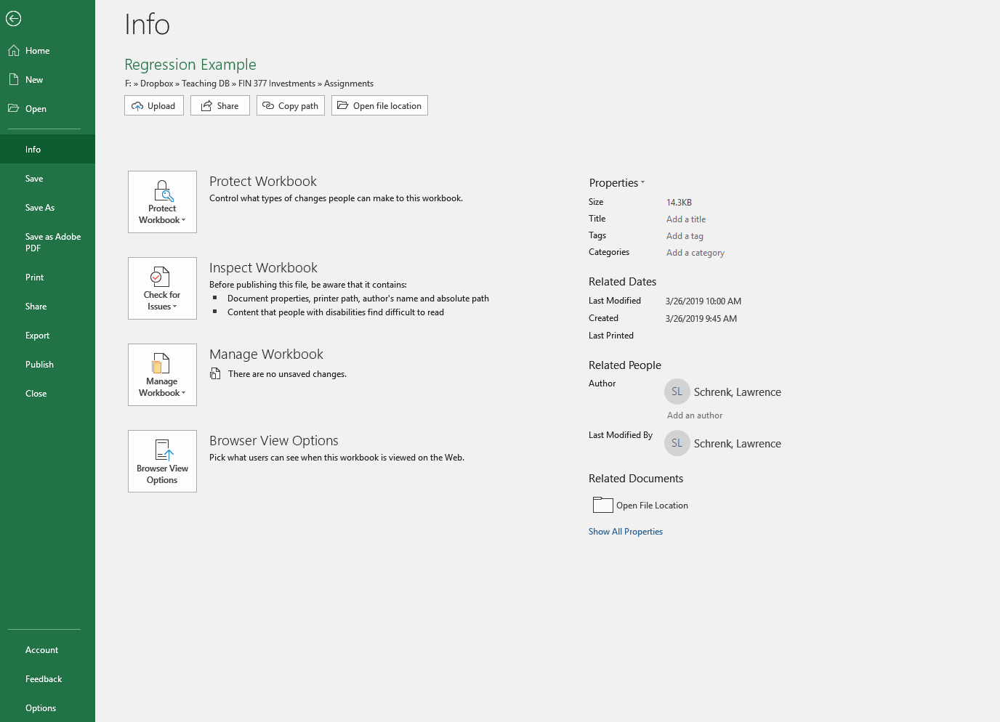 Info
Home
New
Open
Info
Save
Save As
Save as Adobe
PDF
Print
Share
Export
Publish
Close
Account
Feedback
Options
Regression Example
F: » Dropbox » Teaching DB » FIN 377 Investments » Assignments
Upload
Share
Copy path
Open file location
Protect
Workbook
Protect Workbook
Control what types of changes people can make to this workbook.
Check for
Issues
Inspect Workbook
Before publishing this file, be aware that it contains:
Document properties, printer path, author's name and absolute path
Content that people with disabilities find difficult to read
Manage
Workbook
Manage Workbook
There are no unsaved changes.
Browser View
Options
Browser View Options
Pick what users can see when this workbook is viewed on the Web.
Properties
Size 14.3KB
Title Add a title
Tags Add a tag
Categories Add a category
Related Dates
Last Modified 3/26/2019 10:00 AM
Created 3/26/2019 9:45 AM
Last Printed
Related People
Author SL Schrenk, Lawrence
Add an author
Last Modified By SL Schrenk, Lawrence
Related Documents
Open File Location
Show All Properties